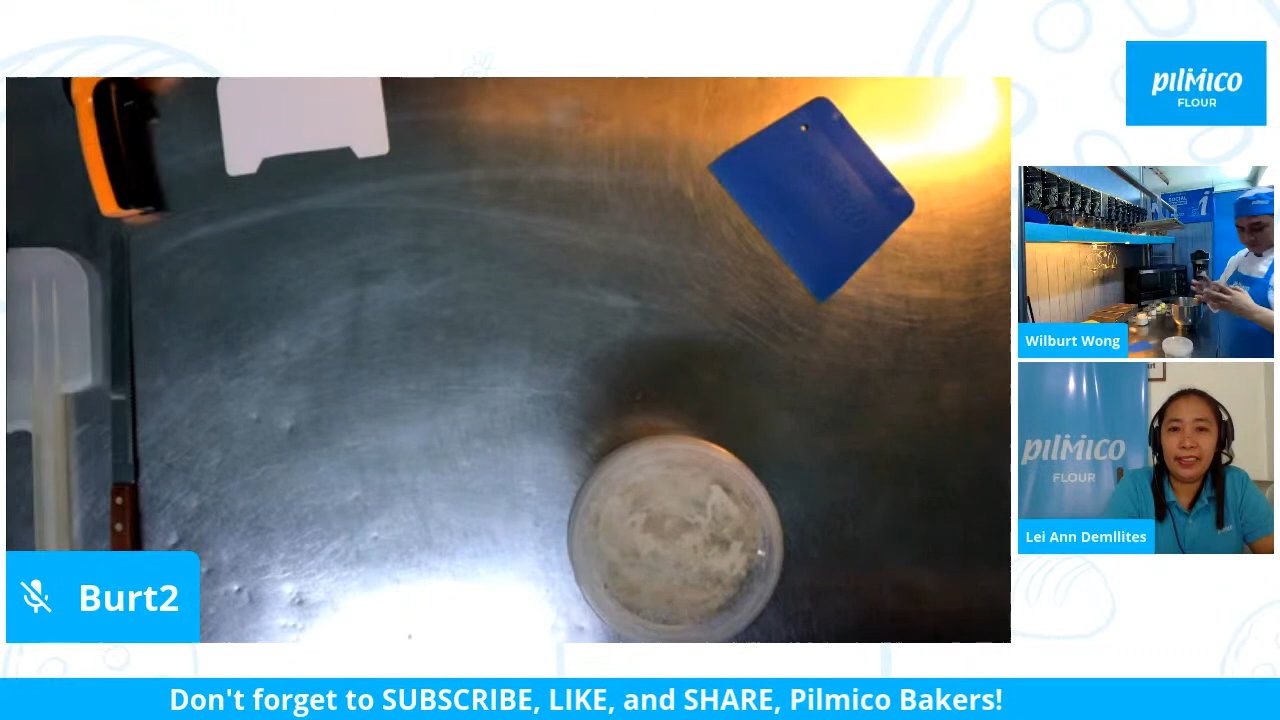 PILMICO
FLOUR
SOCIAL
Wilburt Wong
PILMICO
FLOUR
Lei Ann Demllites
Burt2
Don't forget to SUBSCRIBE, LIKE, and SHARE, Pilmico Bakers!